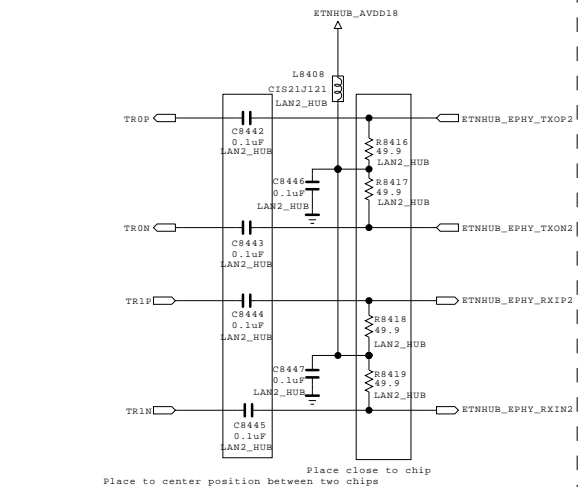 ETNHUB_AVDD18
L8408
CIS21J121
LAN2_HUB
TR0P
C8442
0.1uF
LAN2_HUB
ETNHUB_EPHY_TXOP2
R8416
49.9
LAN2_HUB
C8446
0.1uF
LAN2_HUB
R8417
49.9
LAN2_HUB
TR0N
C8443
0.1uF
LAN2_HUB
ETNHUB_EPHY_TXON2
TR1P
C8444
0.1uF
LAN2_HUB
ETNHUB_EPHY_RXIP2
R8418
49.9
LAN2_HUB
C8447
0.1uF
LAN2_HUB
R8419
49.9
LAN2_HUB
TR1N
C8445
0.1uF
LAN2_HUB
ETNHUB_EPHY_RXIN2
Place close to chip
Place to center position between two chips